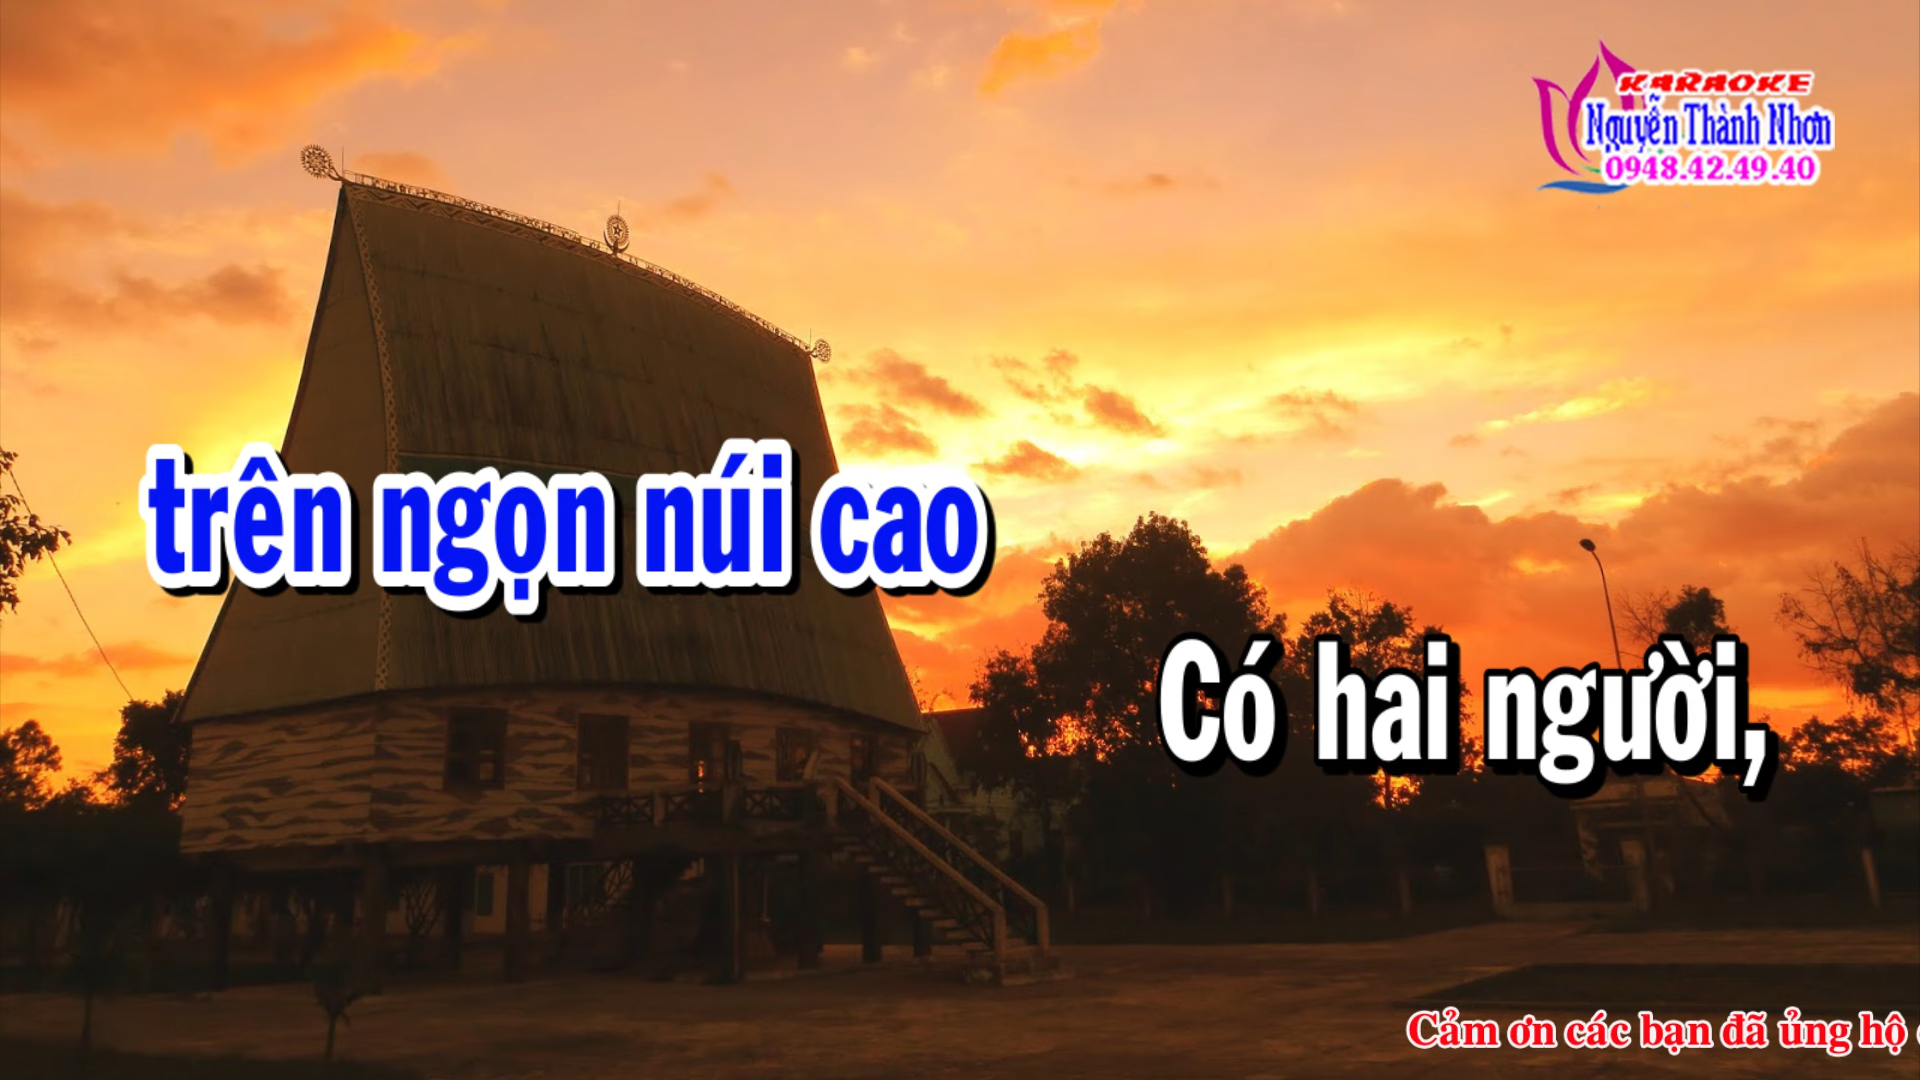 KARAOKE
Nguyễn Thành Nhơn
0948.42.49.40
trên ngọn núi cao
Có hai người,
Cảm ơn các bạn đã ủng hộ